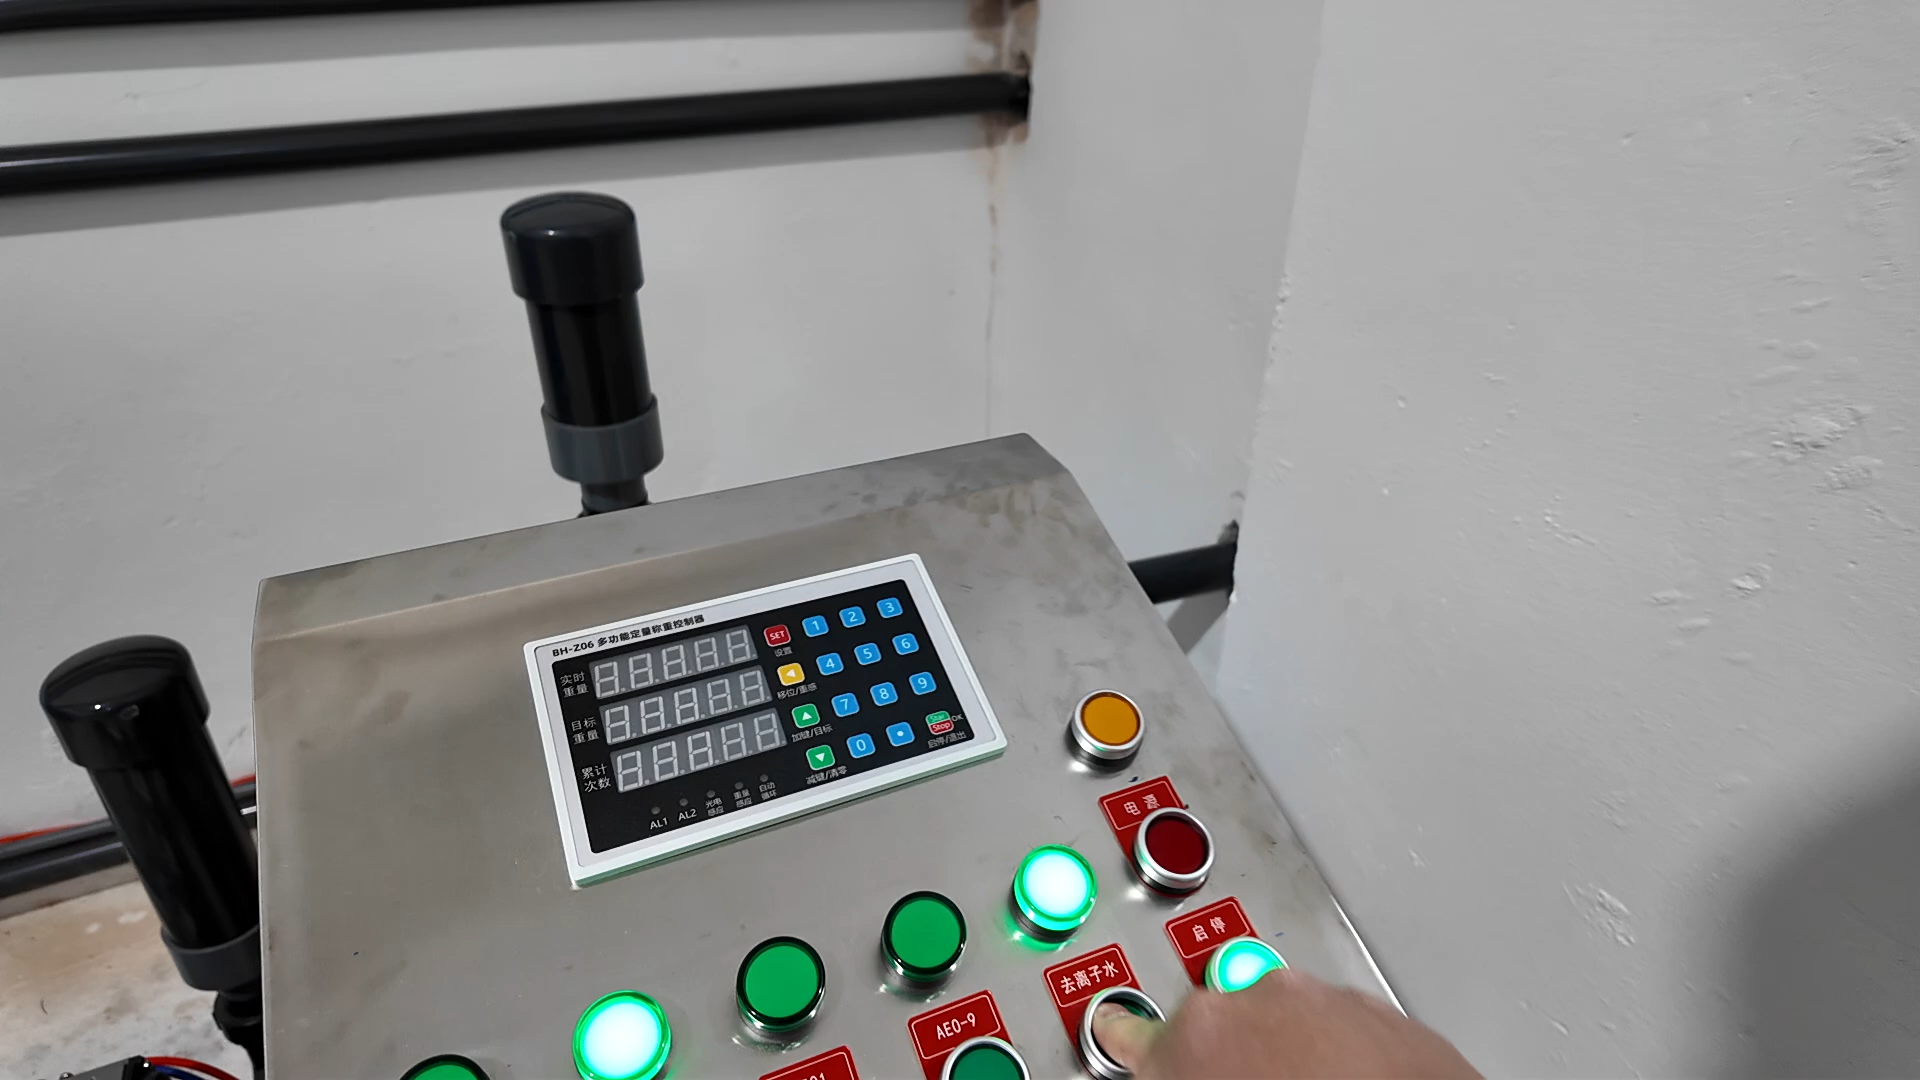 BH-Z06 多功能定量称重控制器
实时
重量
目标
重量
累计
次数
SET
设置
1 2 3
移位/重感
4 5 6
加键/目标
7 8 9
减键/清零
0
Star
Stop
OK
启停/退出
AL1
AL2
光电
感应
重量
感应
自动
循环
电源
启停
去离子水
AEO-9